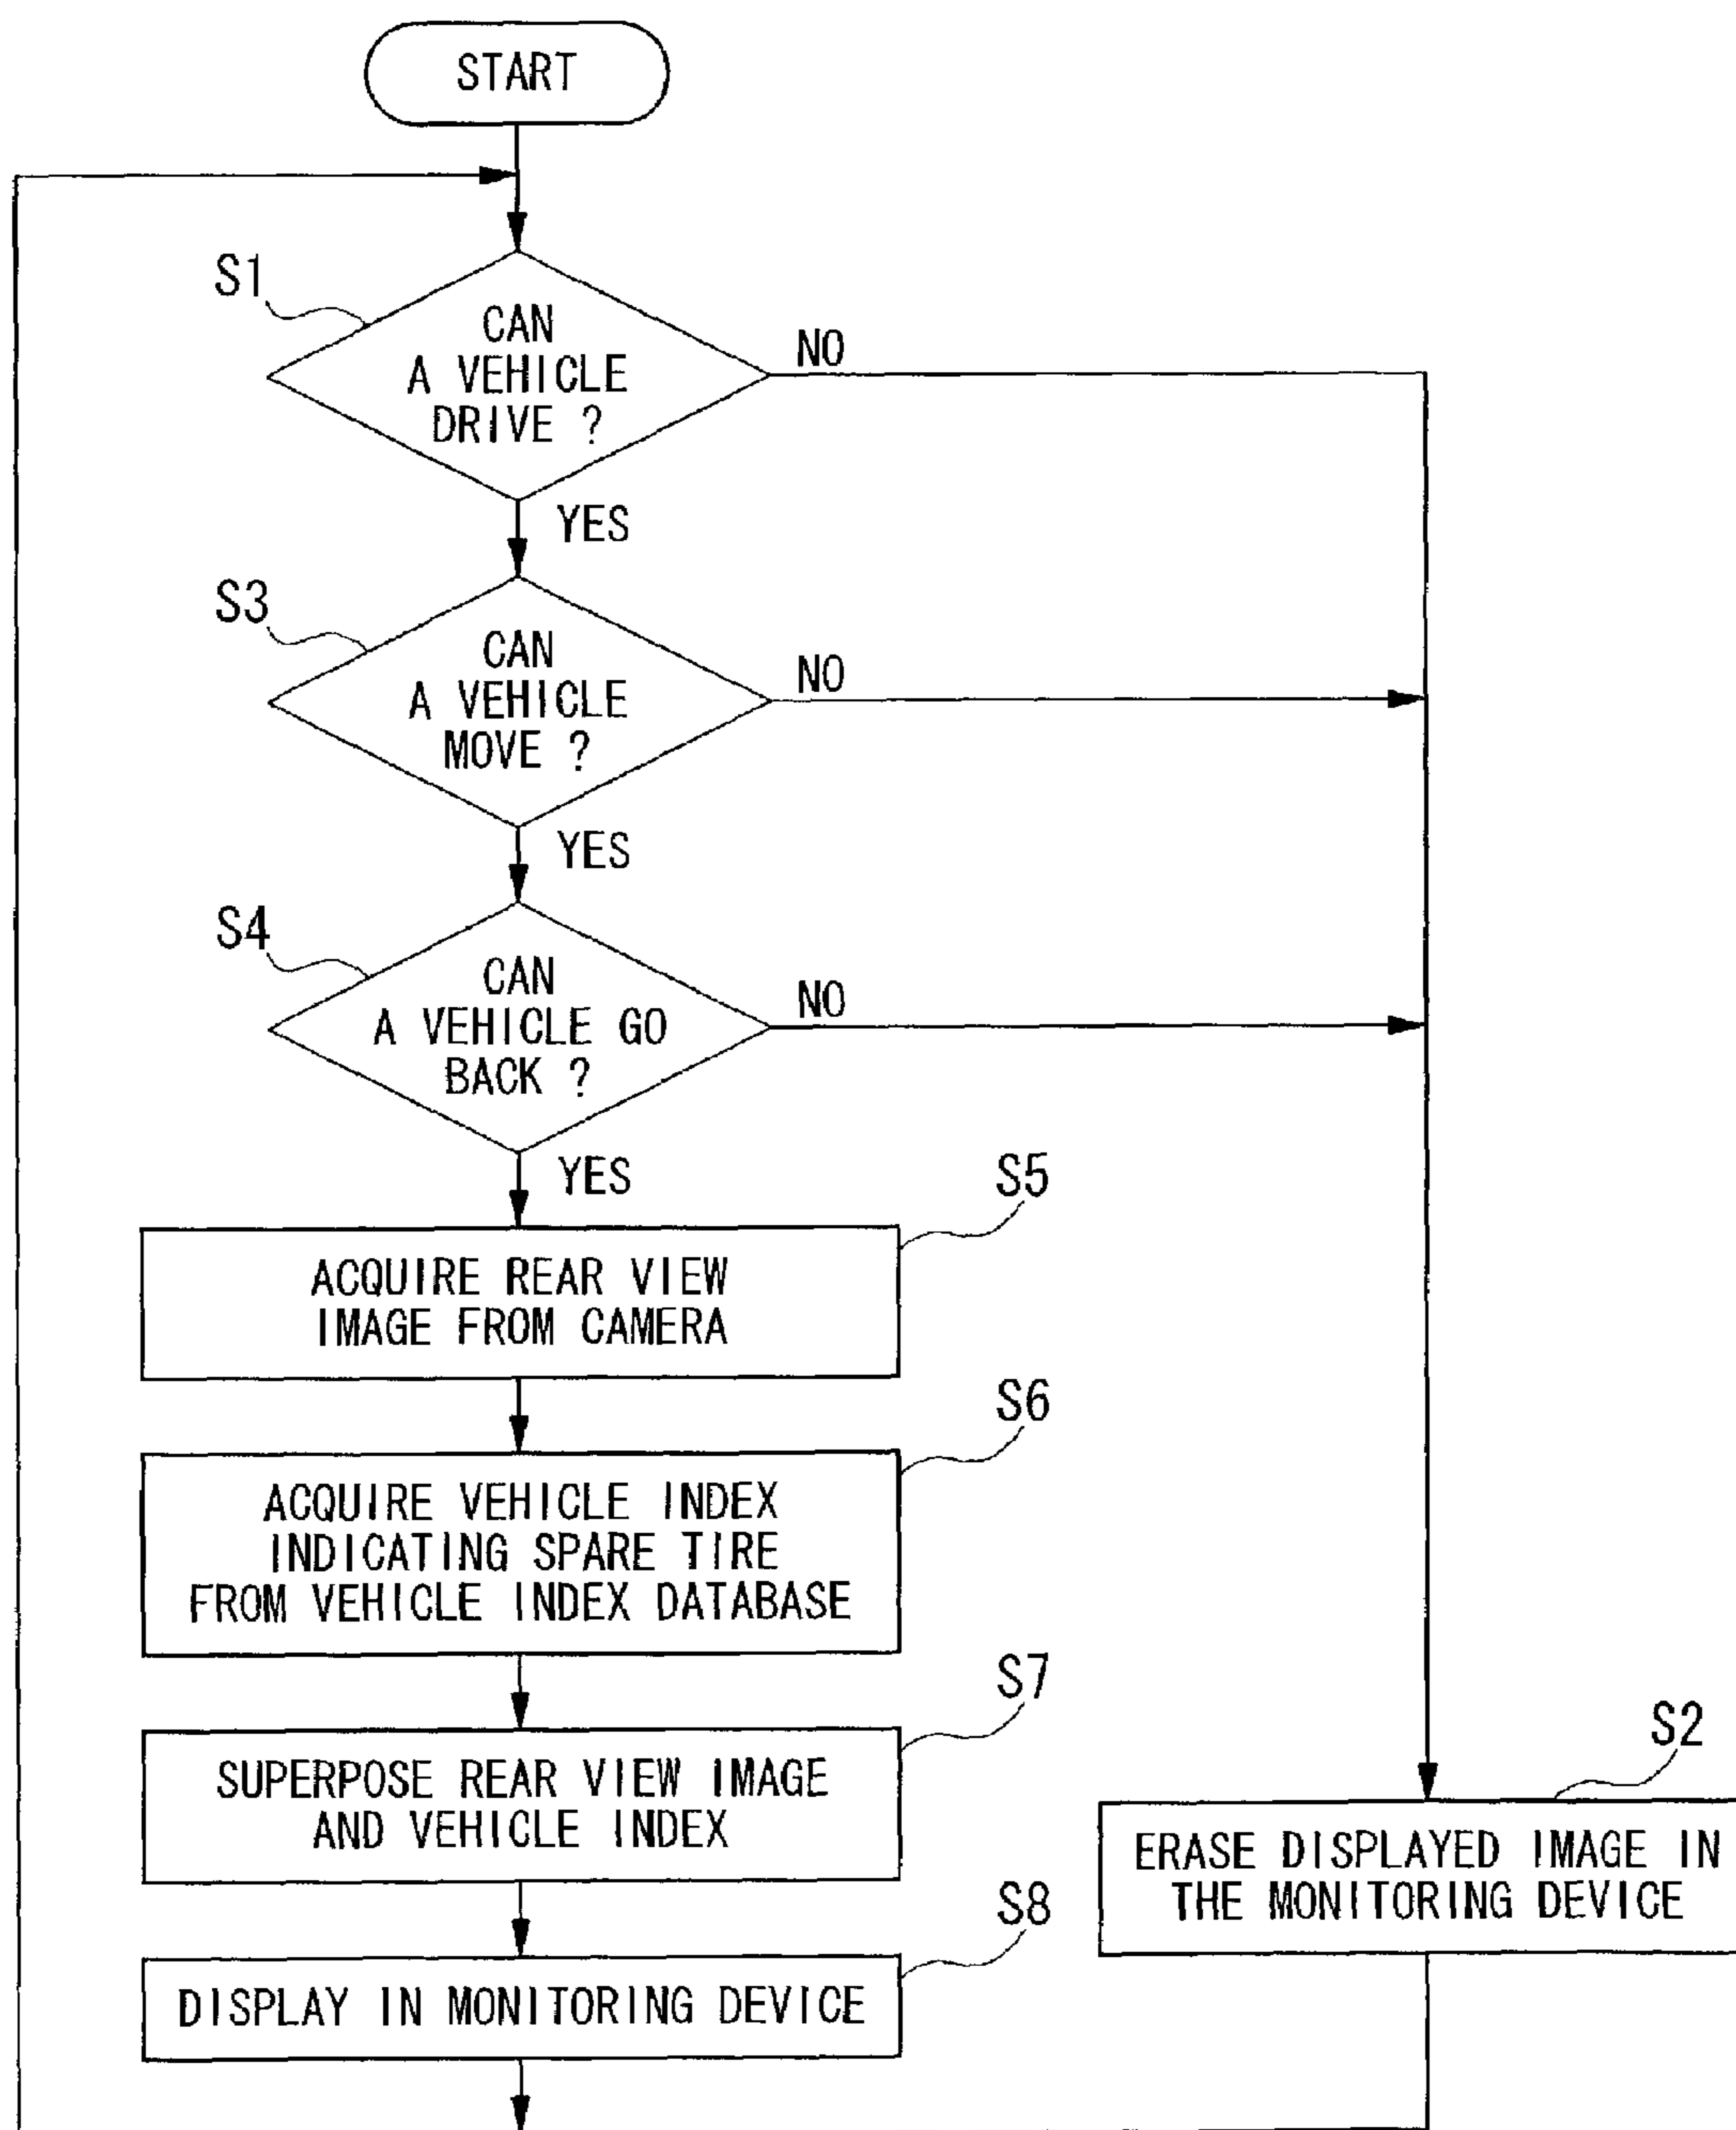 START
S1
CAN
A VEHICLE
DRIVE ?
NO
YES
S3
CAN
A VEHICLE
MOVE ?
NO
YES
S4
CAN
A VEHICLE GO
BACK ?
NO
YES
S5
ACQUIRE REAR VIEW
IMAGE FROM CAMERA
S6
ACQUIRE VEHICLE INDEX
INDICATING SPARE TIRE
FROM VEHICLE INDEX DATABASE
S7
SUPERPOSE REAR VIEW IMAGE
AND VEHICLE INDEX
S2
ERASE DISPLAYED IMAGE IN
THE MONITORING DEVICE
S8
DISPLAY IN MONITORING DEVICE